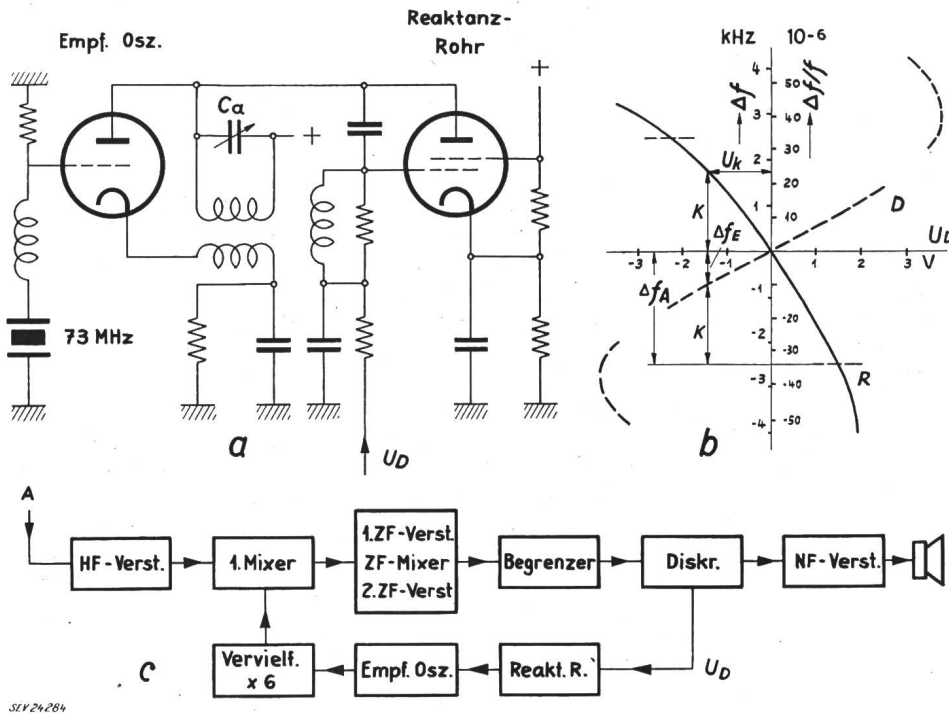 Empf. Osz.
Reaktanz-
Rohr
Ca
+
+
73 MHz
U_D
a
kHz 10-6
Δf
Δf/f
4
50
3
40
30
2
20
1
10
U_k
K
Δf_E
D
U_D
V
-3 -2 -1 1 2 3
Δf_A
K
-1
-10
-20
-2
-30
-3
-40
-4
-50
R
b
A
HF-Verst.
1. Mixer
1.ZF-Verst.
ZF-Mixer
2.ZF-Verst
Begrenzer
Diskr.
NF-Verst.
Vervielf.
x 6
Empf. Osz.
Reakt. R.
U_D
c
SEV24284